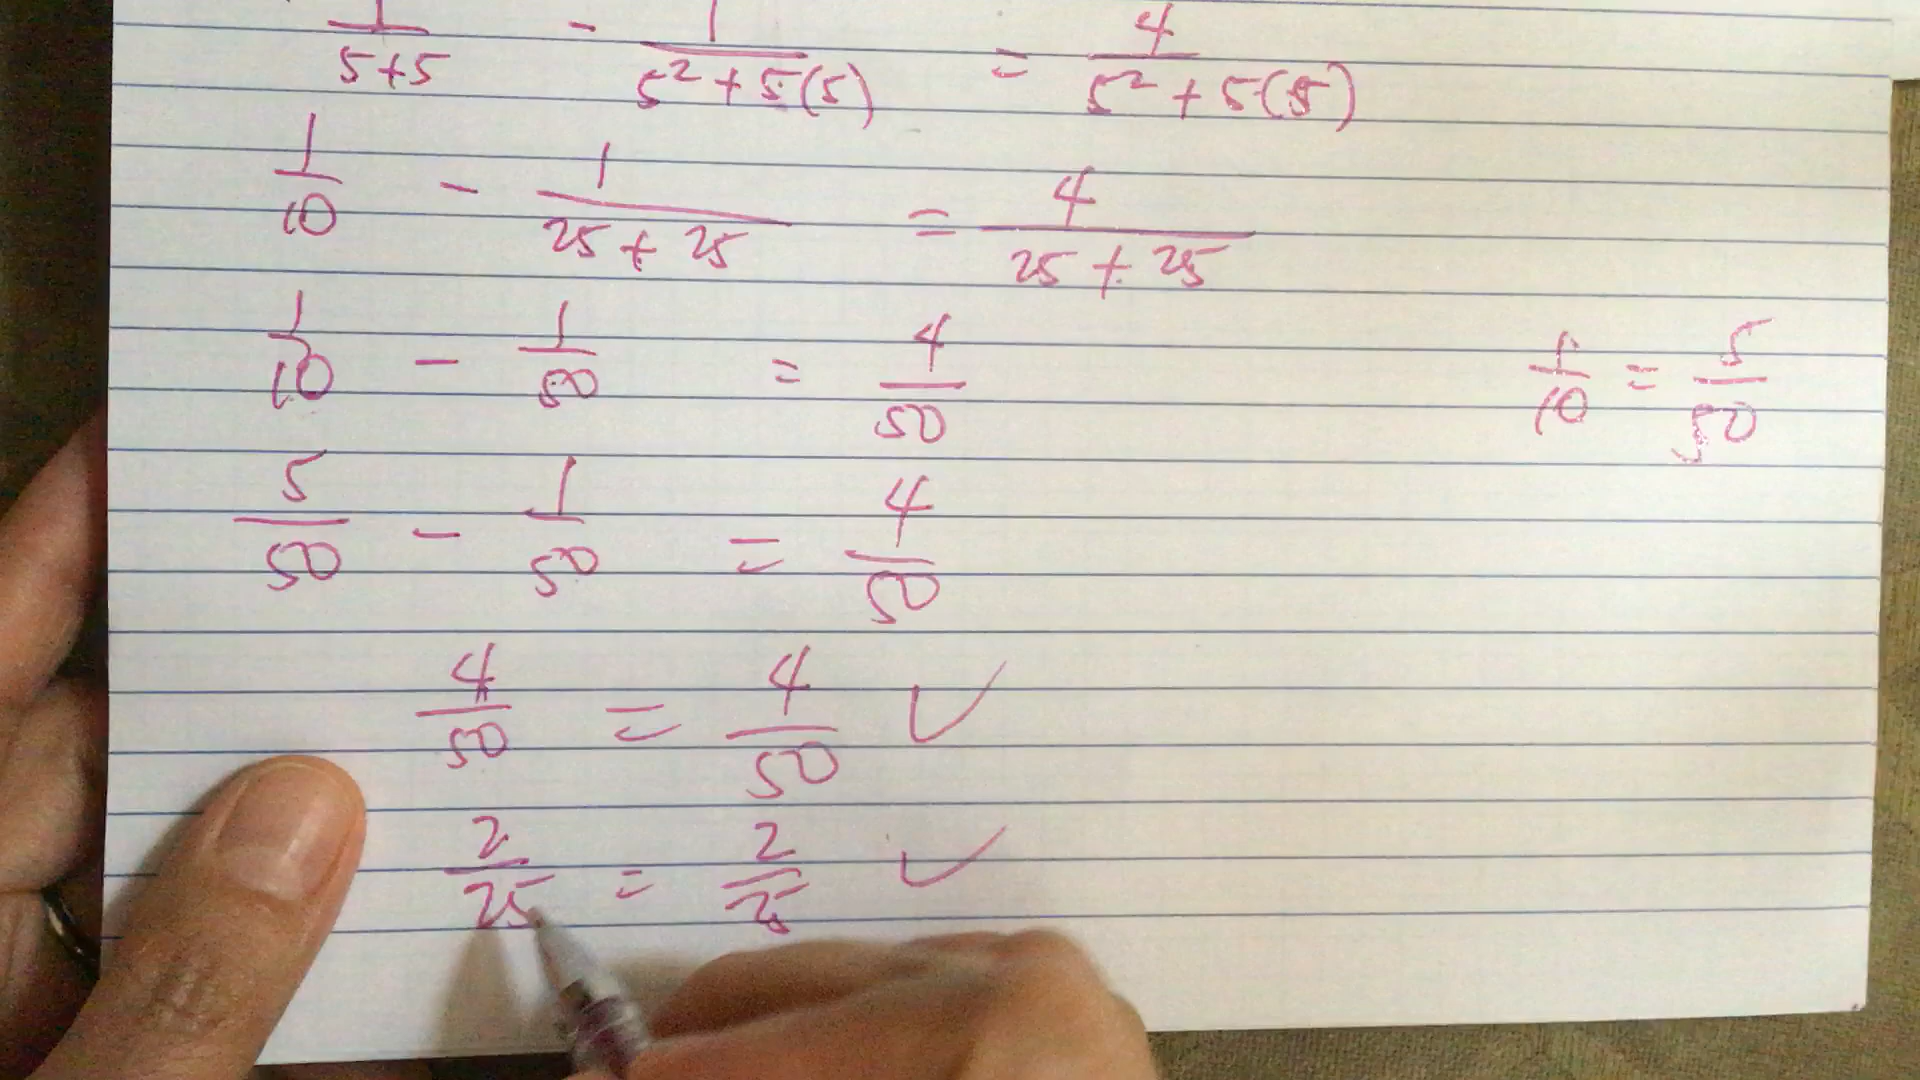 1/(5+5) - 1/(5² + 5(5)) = 4/(5² + 5(5))
1/10 - 1/(25 + 25) = 4/(25 + 25)
1/10 - 1/50 = 4/50
1/10 = 5/50
5/50 - 1/50 = 4/50
4/50 = 4/50 ✓
2/25 = 2/25 ✓